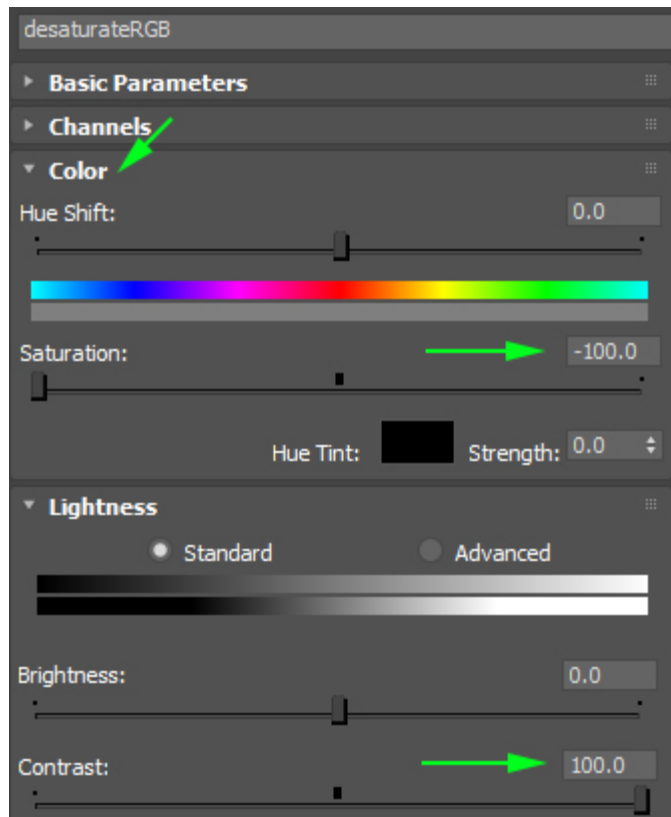 desaturateRGB
Basic Parameters
Channels
Color
Hue Shift: 0.0
Saturation: -100.0
Hue Tint: Strength: 0.0
Lightness
Standard Advanced
Brightness: 0.0
Contrast: 100.0